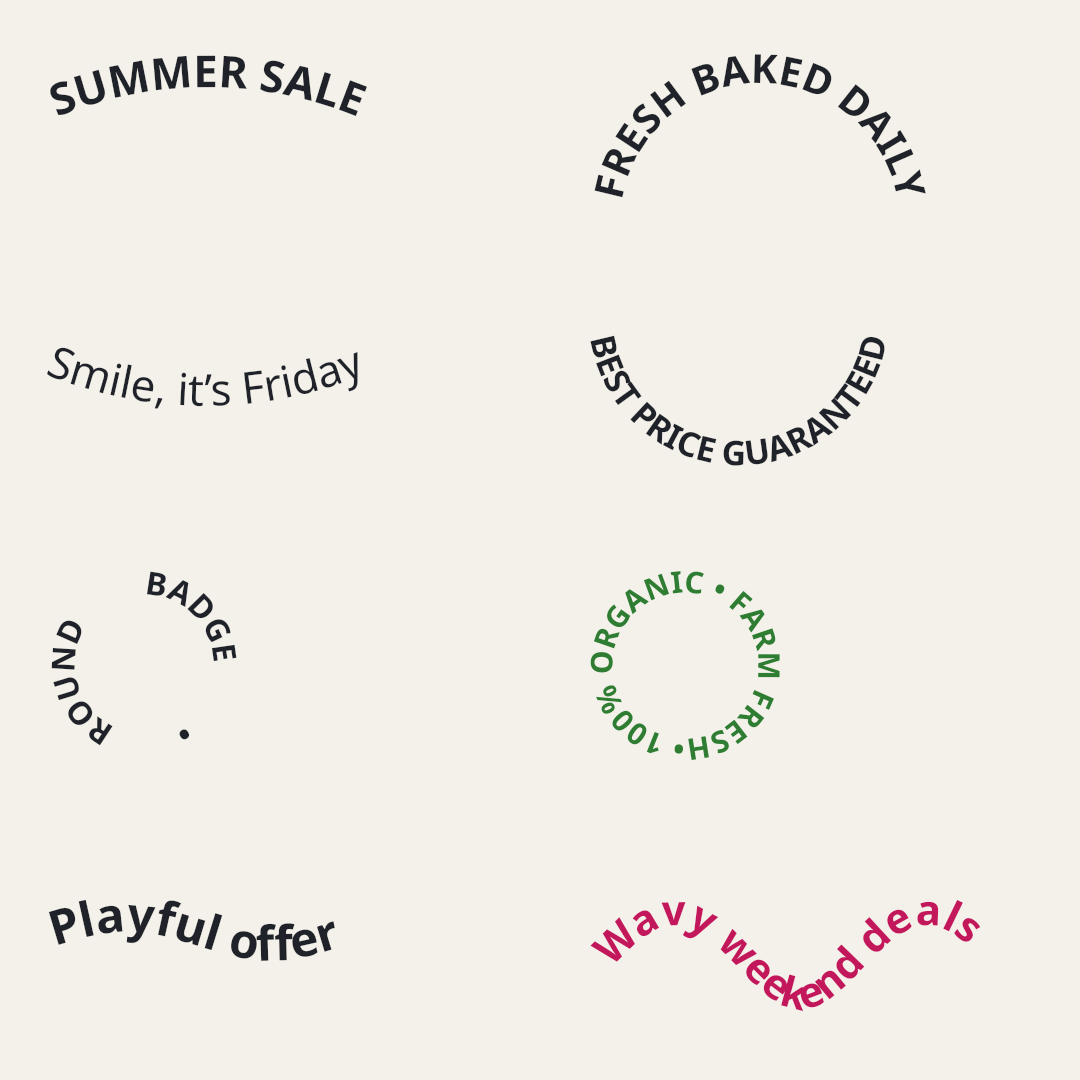 SUMMER SALE
FRESH BAKED DAILY
Smile, it’s Friday
BEST PRICE GUARANTEED
ROUND BADGE •
100% ORGANIC • FARM FRESH •
Playful offer
Wavy weekend deals